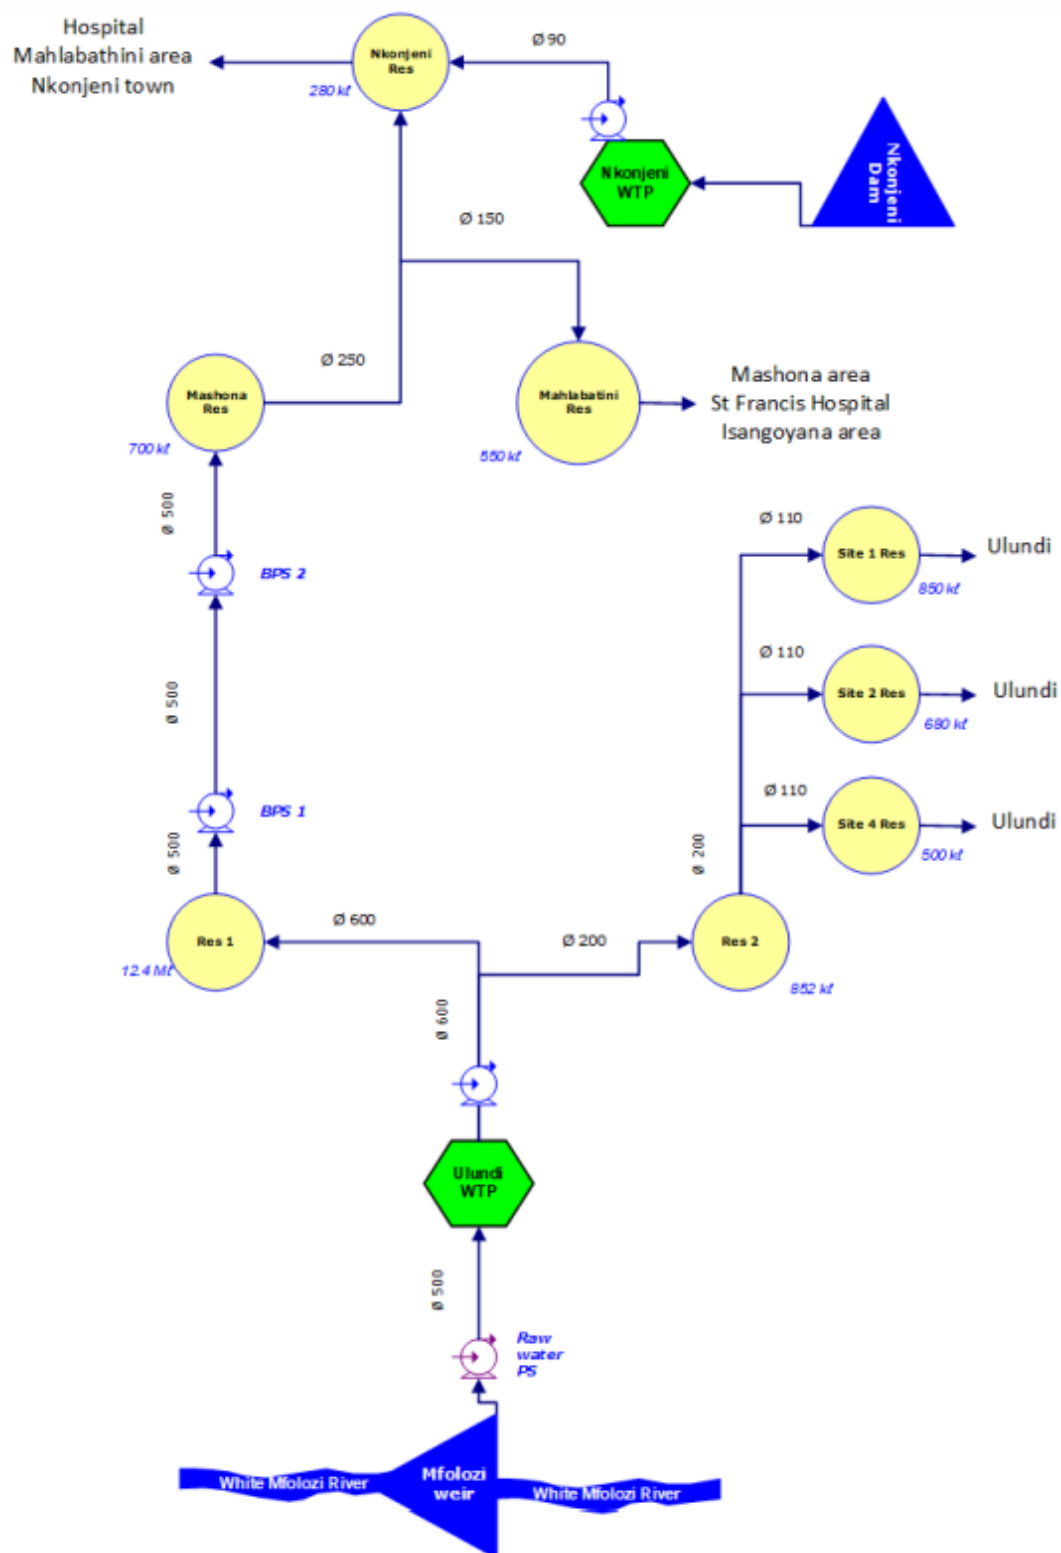 Hospital
Mahlabathini area
Nkonjeni town
Nkonjeni
Res
280 kℓ
Ø 90
Nkonjeni
WTP
Nkonjeni
Dam
Ø 150
Ø 250
Mashona
Res
700 kℓ
Mahlabatini
Res
550 kℓ
Mashona area
St Francis Hospital
Isangoyana area
Ø 500
BPS 2
Ø 500
BPS 1
Ø 500
Ø 110
Site 1 Res
850 kℓ
Ulundi
Ø 110
Site 2 Res
680 kℓ
Ulundi
Ø 110
Site 4 Res
500 kℓ
Ulundi
Ø 200
Res 1
12.4 Mℓ
Ø 600
Ø 200
Res 2
852 kℓ
Ø 600
Ulundi
WTP
Ø 500
Raw
water
PS
Mfolozi
weir
White Mfolozi River
White Mfolozi River